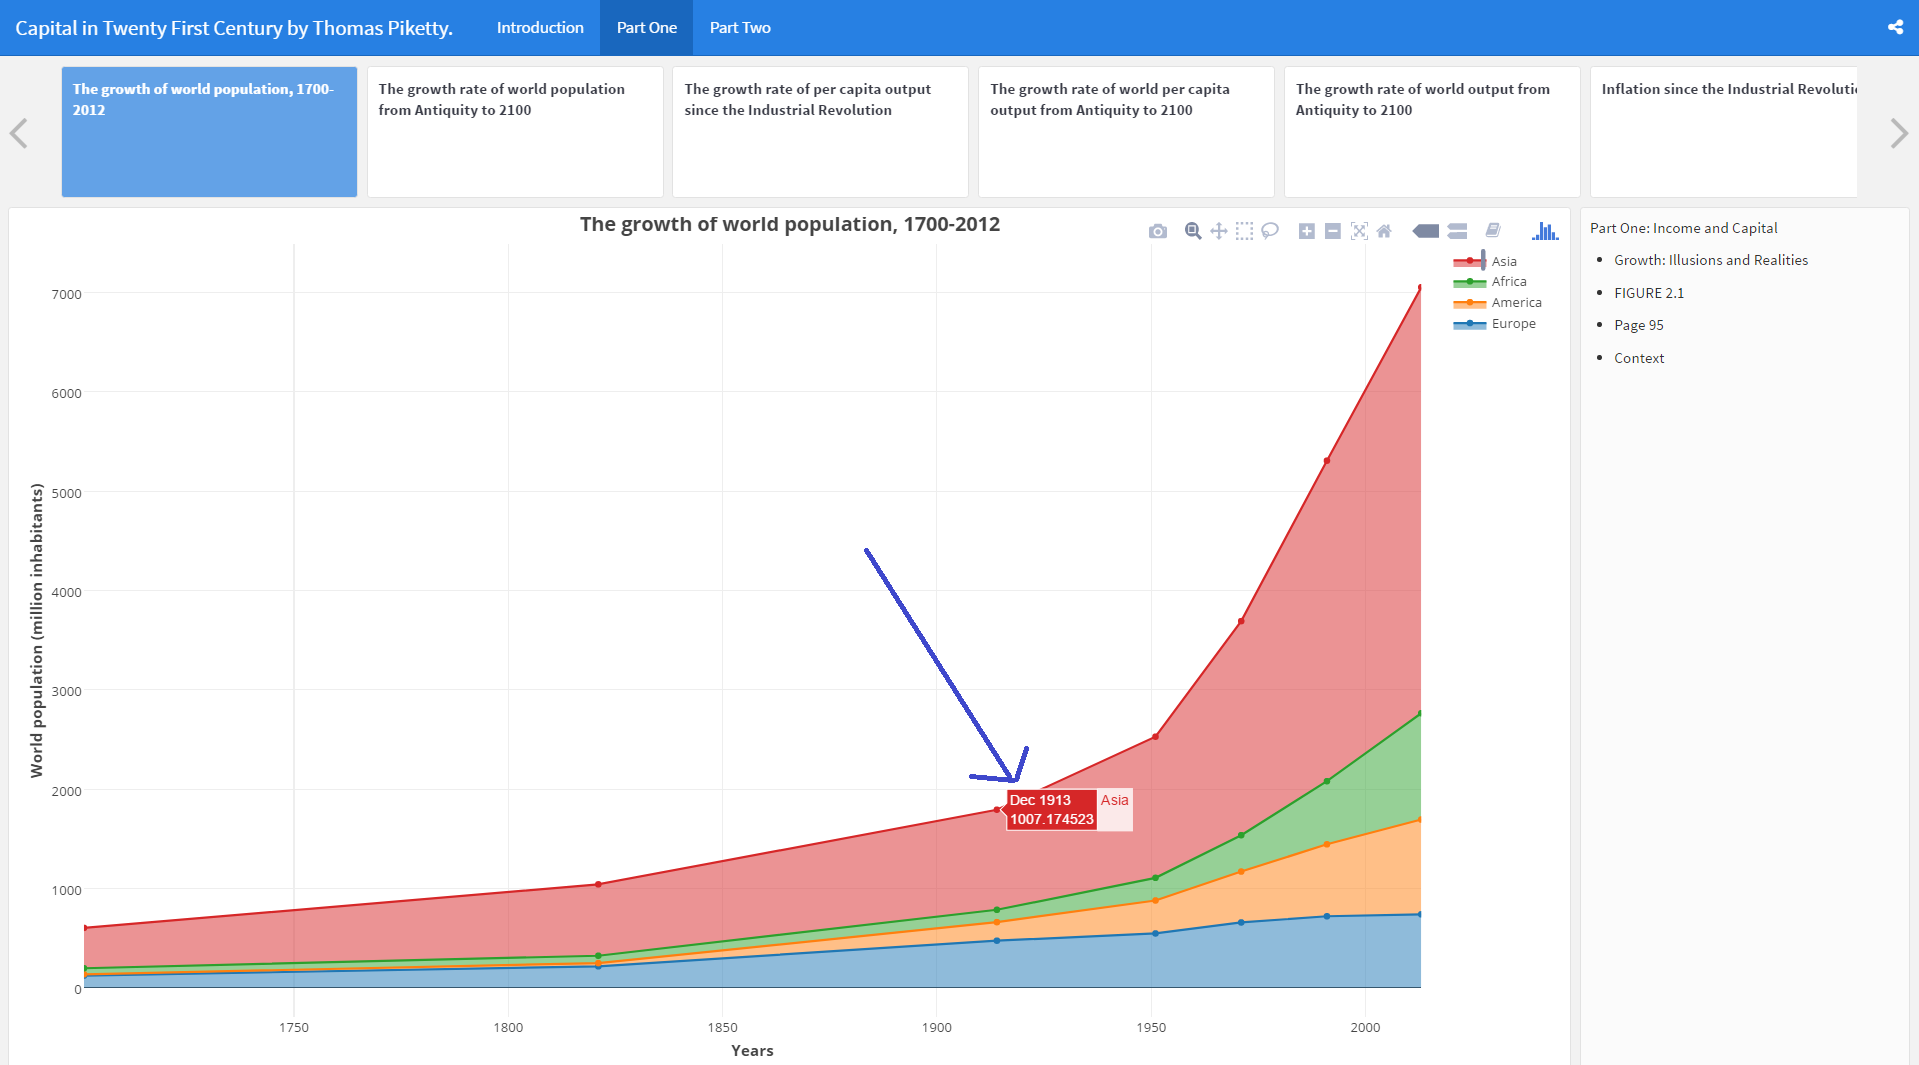 Capital in Twenty First Century by Thomas Piketty.
Introduction
Part One
Part Two
The growth of world population, 1700-
2012
The growth rate of world population
from Antiquity to 2100
The growth rate of per capita output
since the Industrial Revolution
The growth rate of world per capita
output from Antiquity to 2100
The growth rate of world output from
Antiquity to 2100
Inflation since the Industrial
The growth of world population, 1700-2012
Asia
Africa
America
Europe
World population (million inhabitants)
7000
6000
5000
4000
3000
2000
1000
0
Dec 1913
1007.174523
Asia
1750
1800
1850
1900
1950
2000
Years
Part One: Income and Capital
Growth: Illusions and Realities
FIGURE 2.1
Page 95
Context